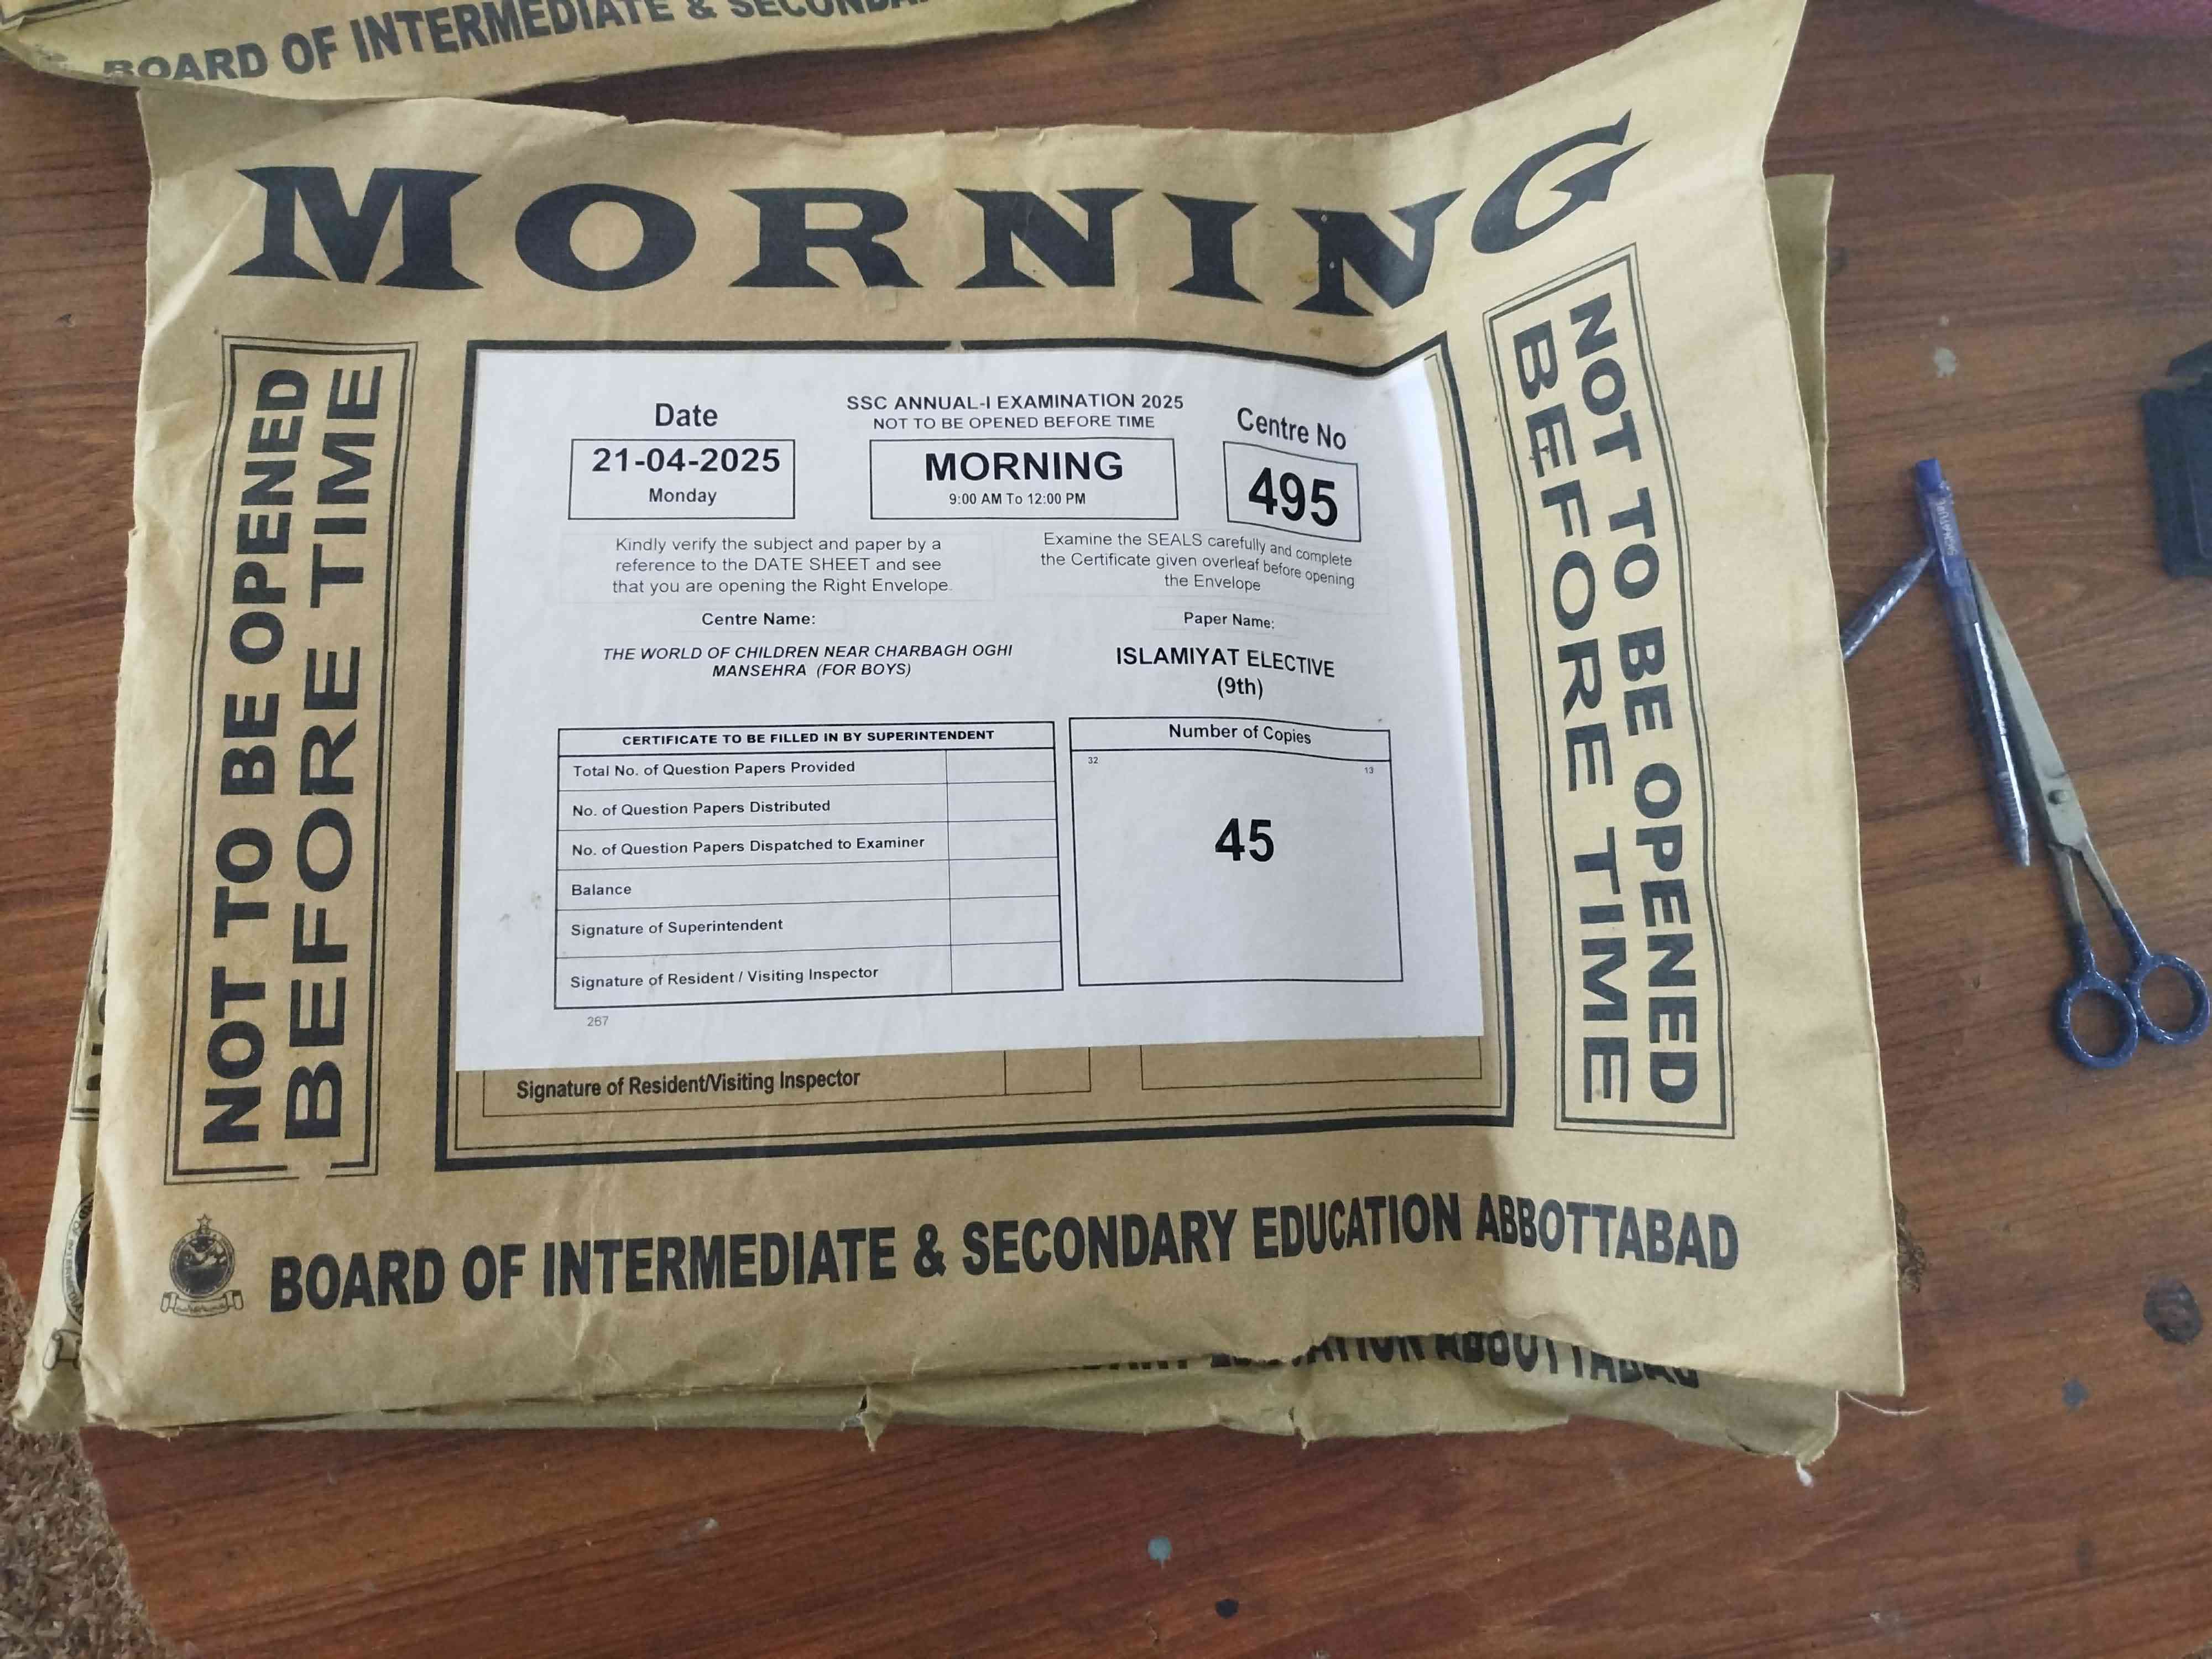 BOARD OF INTERMEDIATE &
MORNING
NOT TO BE OPENED
BEFORE TIME
Date
21-04-2025
Monday
SSC ANNUAL-I EXAMINATION 2025
NOT TO BE OPENED BEFORE TIME
MORNING
9:00 AM To 12:00 PM
Centre No
495
Kindly verify the subject and paper by a
reference to the DATE SHEET and see
that you are opening the Right Envelope.
Examine the SEALS carefully and complete
the Certificate given overleaf before opening
the Envelope
Centre Name:
THE WORLD OF CHILDREN NEAR CHARBAGH OGHI
MANSEHRA (FOR BOYS)
Paper Name:
ISLAMIYAT ELECTIVE
(9th)
CERTIFICATE TO BE FILLED IN BY SUPERINTENDENT
Total No. of Question Papers Provided
No. of Question Papers Distributed
No. of Question Papers Dispatched to Examiner
Balance
Signature of Superintendent
Signature of Resident / Visiting Inspector
Number of Copies
32
13
45
267
Signature of Resident/Visiting Inspector
NOT TO BE OPENED
BEFORE TIME
BOARD OF INTERMEDIATE & SECONDARY EDUCATION ABBOTTABAD
ABBOTTABAD